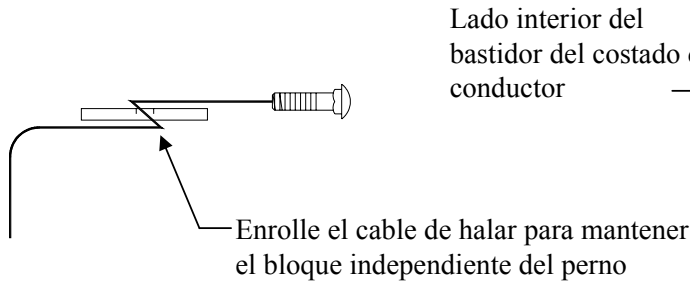 Lado interior del
bastidor del costado
conductor
Enrolle el cable de halar para mantener
el bloque independiente del perno